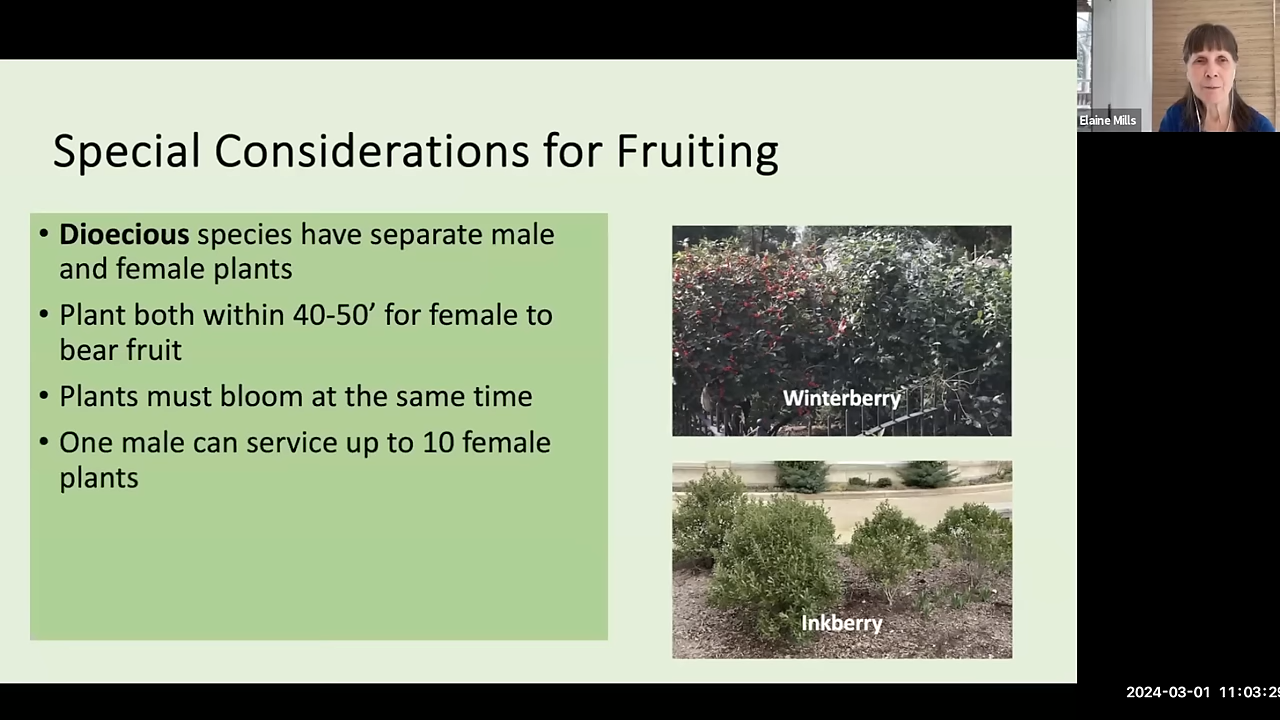 Elaine Mills
Special Considerations for Fruiting
• Dioecious species have separate male
and female plants
• Plant both within 40-50’ for female to
bear fruit
• Plants must bloom at the same time
• One male can service up to 10 female
plants
Winterberry
Inkberry
2024-03-01 11:03:29